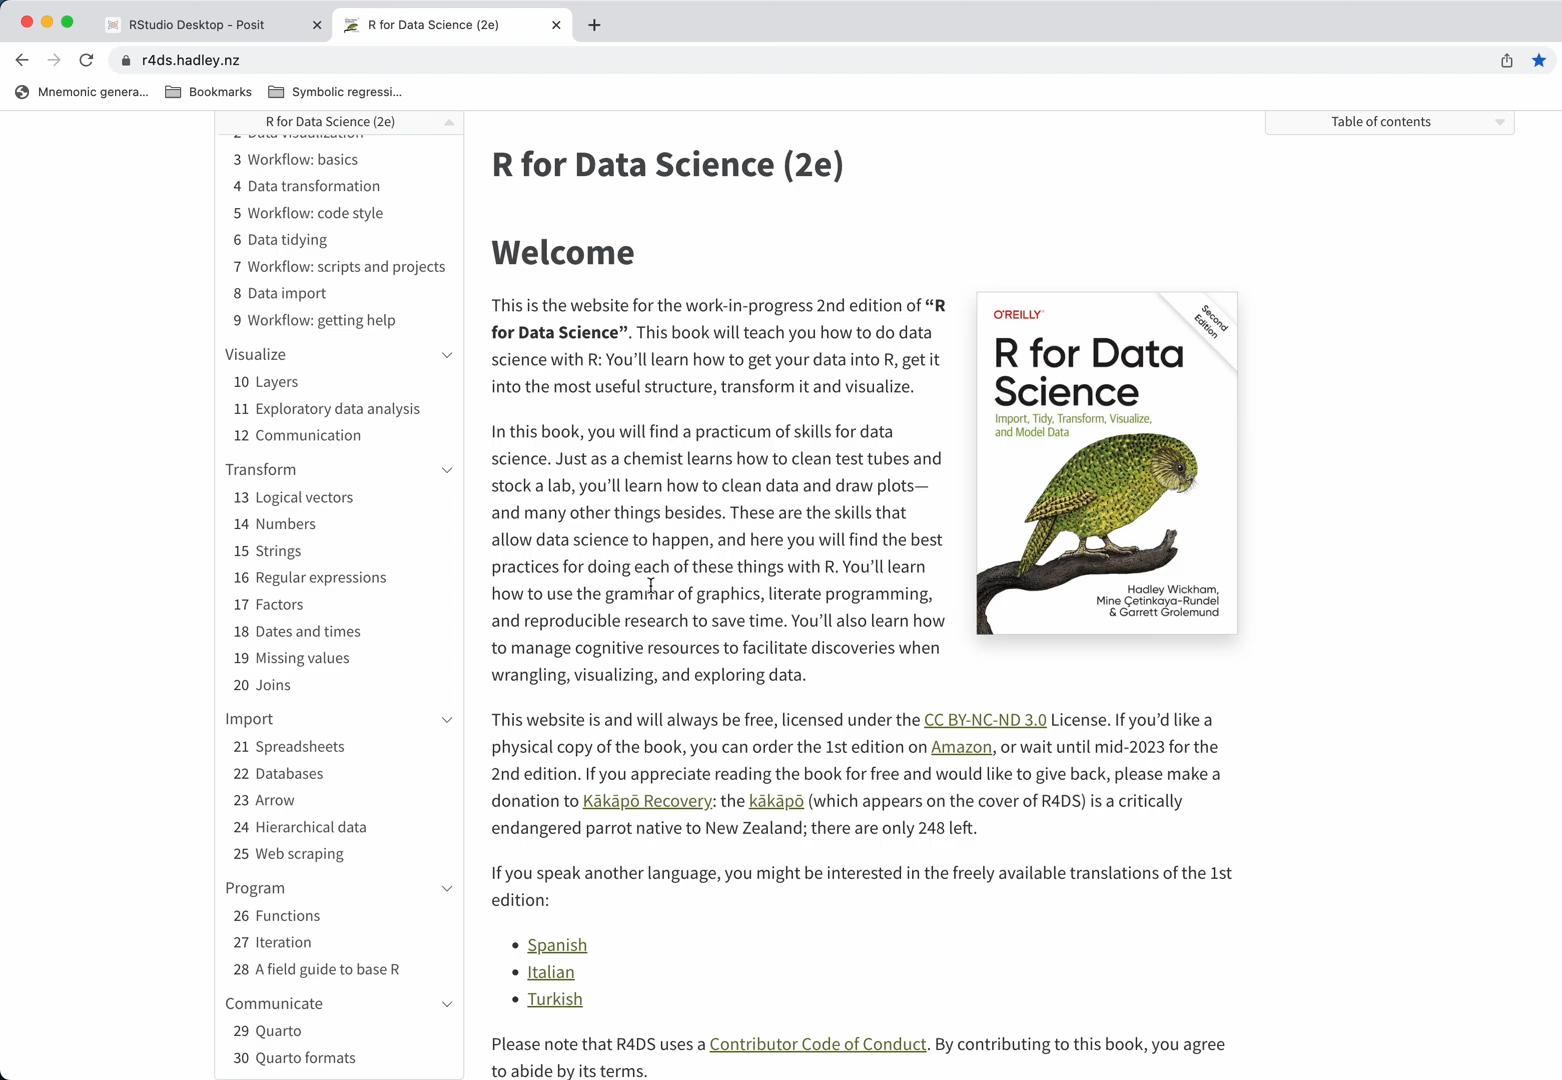 RStudio Desktop - Posit
R for Data Science (2e)
r4ds.hadley.nz
Mnemonic genera...
Bookmarks
Symbolic regressi...
R for Data Science (2e)
2 Data visualization
3 Workflow: basics
4 Data transformation
5 Workflow: code style
6 Data tidying
7 Workflow: scripts and projects
8 Data import
9 Workflow: getting help
Visualize
10 Layers
11 Exploratory data analysis
12 Communication
Transform
13 Logical vectors
14 Numbers
15 Strings
16 Regular expressions
17 Factors
18 Dates and times
19 Missing values
20 Joins
Import
21 Spreadsheets
22 Databases
23 Arrow
24 Hierarchical data
25 Web scraping
Program
26 Functions
27 Iteration
28 A field guide to base R
Communicate
29 Quarto
30 Quarto formats
R for Data Science (2e)
Welcome
This is the website for the work-in-progress 2nd edition of “R
for Data Science”. This book will teach you how to do data
science with R: You’ll learn how to get your data into R, get it
into the most useful structure, transform it and visualize.
In this book, you will find a practicum of skills for data
science. Just as a chemist learns how to clean test tubes and
stock a lab, you’ll learn how to clean data and draw plots—
and many other things besides. These are the skills that
allow data science to happen, and here you will find the best
practices for doing each of these things with R. You’ll learn
how to use the grammar of graphics, literate programming,
and reproducible research to save time. You’ll also learn how
to manage cognitive resources to facilitate discoveries when
wrangling, visualizing, and exploring data.
O'REILLY
Second
Edition
R for Data
Science
Import, Tidy, Transform, Visualize,
and Model Data
Hadley Wickham,
Mine Çetinkaya-Rundel
& Garrett Grolemund
This website is and will always be free, licensed under the CC BY-NC-ND 3.0 License. If you’d like a
physical copy of the book, you can order the 1st edition on Amazon, or wait until mid-2023 for the
2nd edition. If you appreciate reading the book for free and would like to give back, please make a
donation to Kākāpō Recovery: the kākāpō (which appears on the cover of R4DS) is a critically
endangered parrot native to New Zealand; there are only 248 left.
If you speak another language, you might be interested in the freely available translations of the 1st
edition:
Spanish
Italian
Turkish
Please note that R4DS uses a Contributor Code of Conduct. By contributing to this book, you agree
to abide by its terms.
Table of contents